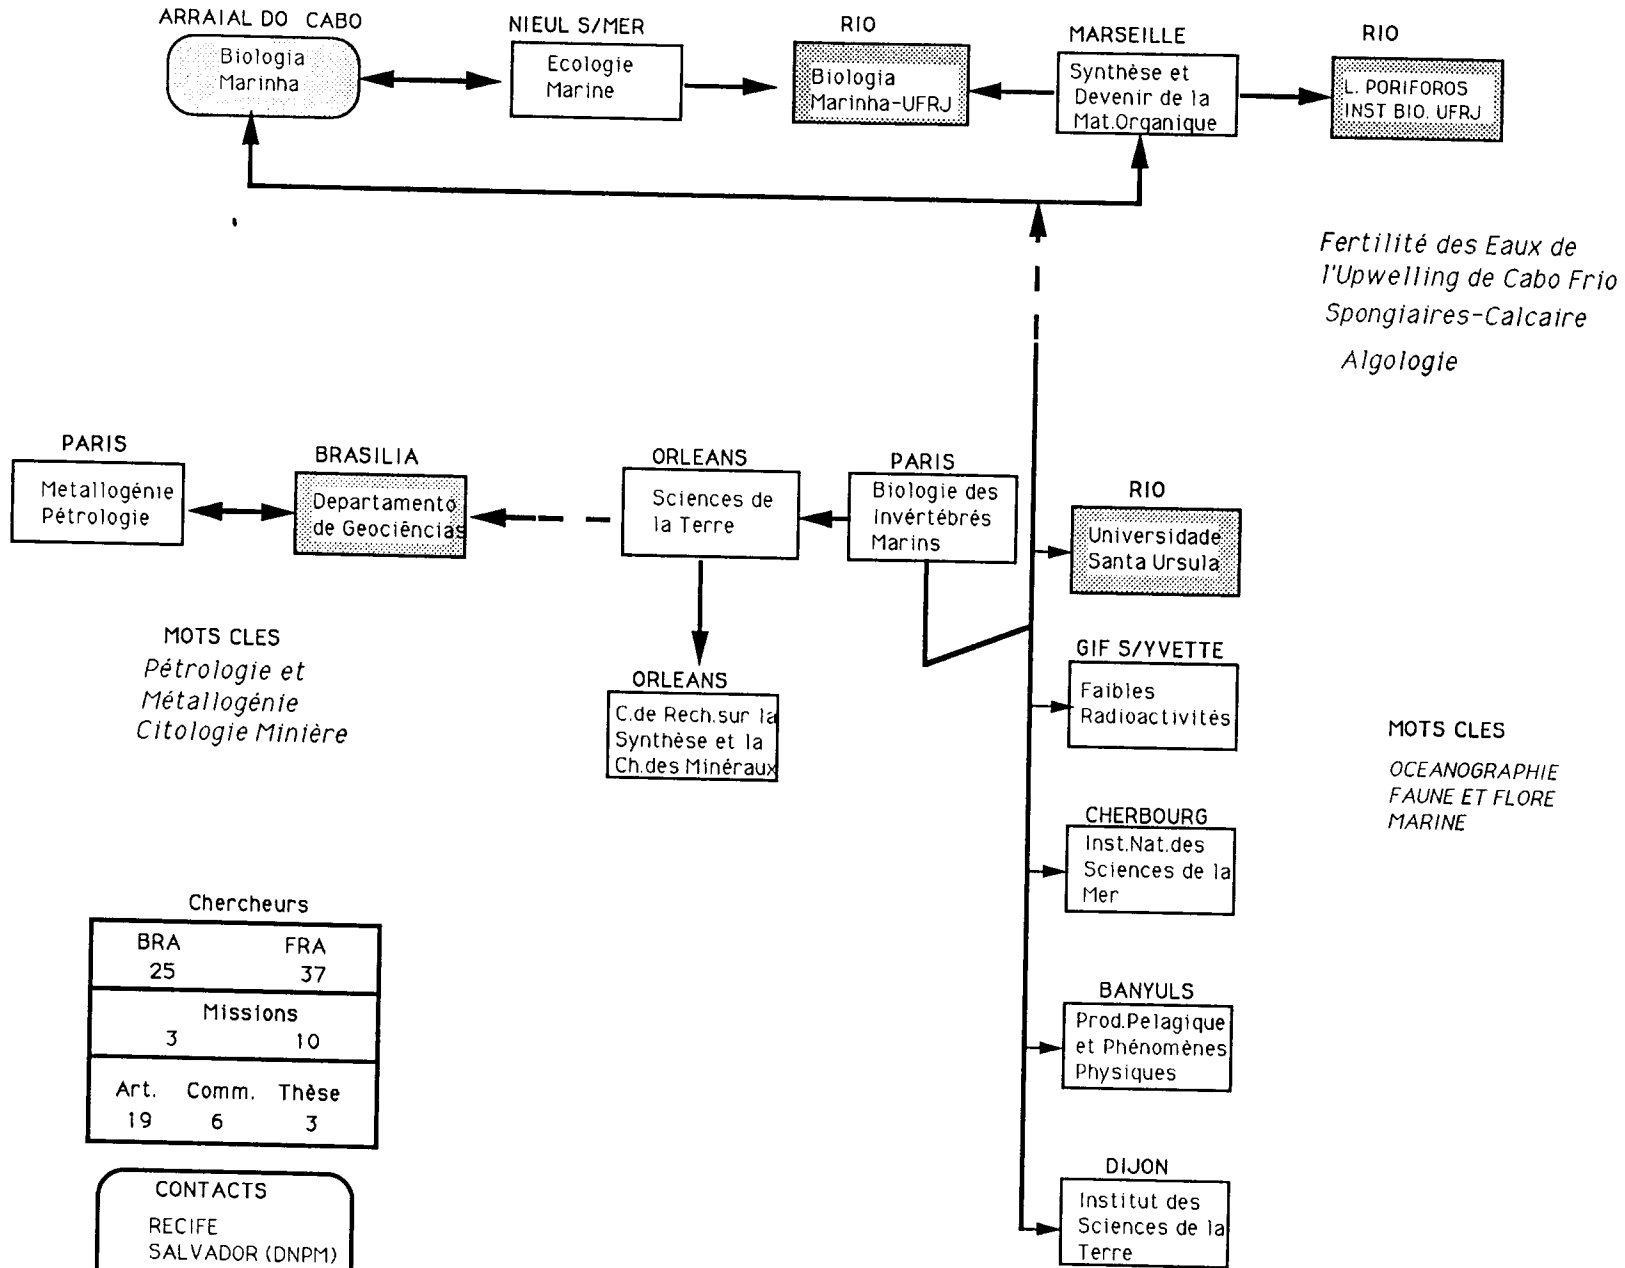 ARRAIAL DO CABO
Biologia
Marinha
NIEUL S/MER
Ecologie
Marine
RIO
Biologia
Marinha-UFRJ
MARSEILLE
Synthèse et
Devenir de la
Mat.Organique
RIO
L. PORIFOROS
INST BIO. UFRJ
Fertilité des Eaux de
l'Upwelling de Cabo Frio
Spongiaires-Calcaire
Algologie
PARIS
Metallogénie
Pétrologie
BRASILIA
Departamento
de Geociências
ORLEANS
Sciences de
la Terre
PARIS
Biologie des
Invértébrés
Marins
RIO
Universidade
Santa Ursula
MOTS CLES
Pétrologie et
Métallogénie
Citologie Minière
ORLEANS
C.de Rech.sur la
Synthèse et la
Ch.des Minéraux
GIF S/YVETTE
Faibles
Radioactivités
MOTS CLES
OCEANOGRAPHIE
FAUNE ET FLORE
MARINE
CHERBOURG
Inst.Nat.des
Sciences de la
Mer
BANYULS
Prod.Pelagique
et Phénomènes
Physiques
DIJON
Institut des
Sciences de la
Terre
Chercheurs
BRA FRA
25 37
Missions
3 10
Art. Comm. Thèse
19 6 3
CONTACTS
RECIFE
SALVADOR (DNPM)